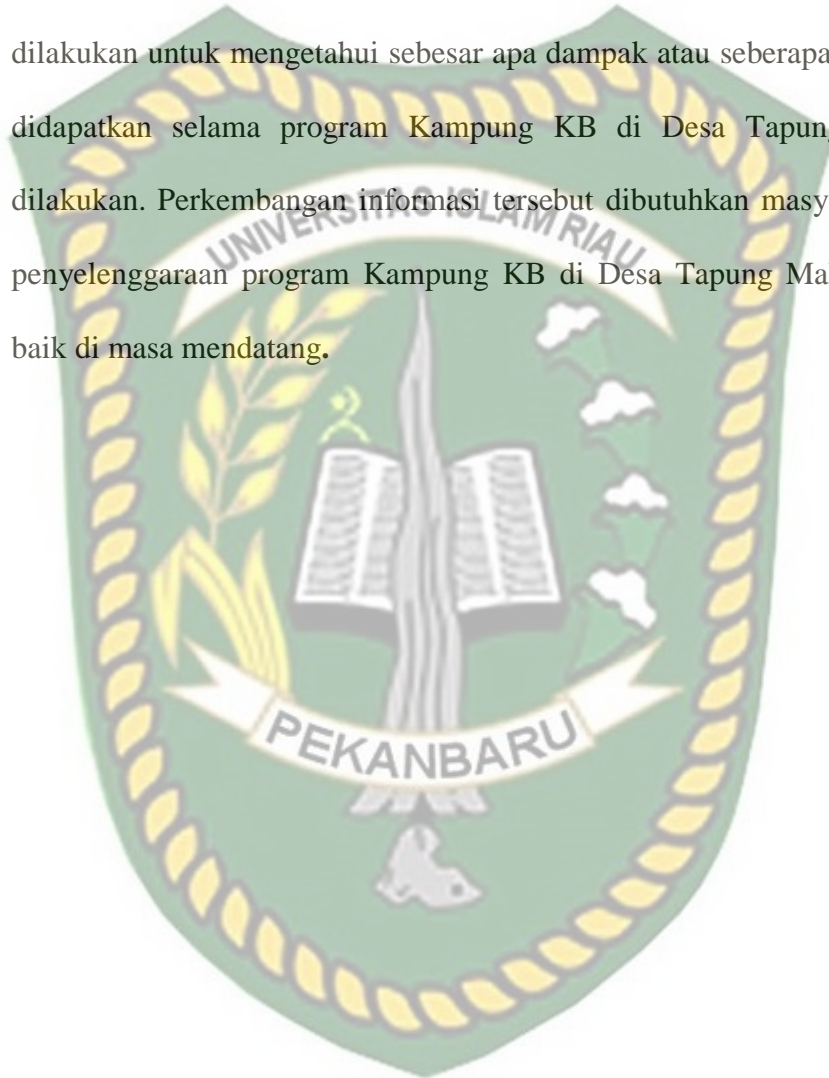 dilakukan untuk mengetahui sebesar apa dampak atau seberapa
didapatkan selama program Kampung KB di Desa Tapung
dilakukan. Perkembangan informasi tersebut dibutuhkan masy
UNIVERSITAS ISLAM RIAU
penyelenggaraan program Kampung KB di Desa Tapung Ma
baik di masa mendatang.
PEKANBARU